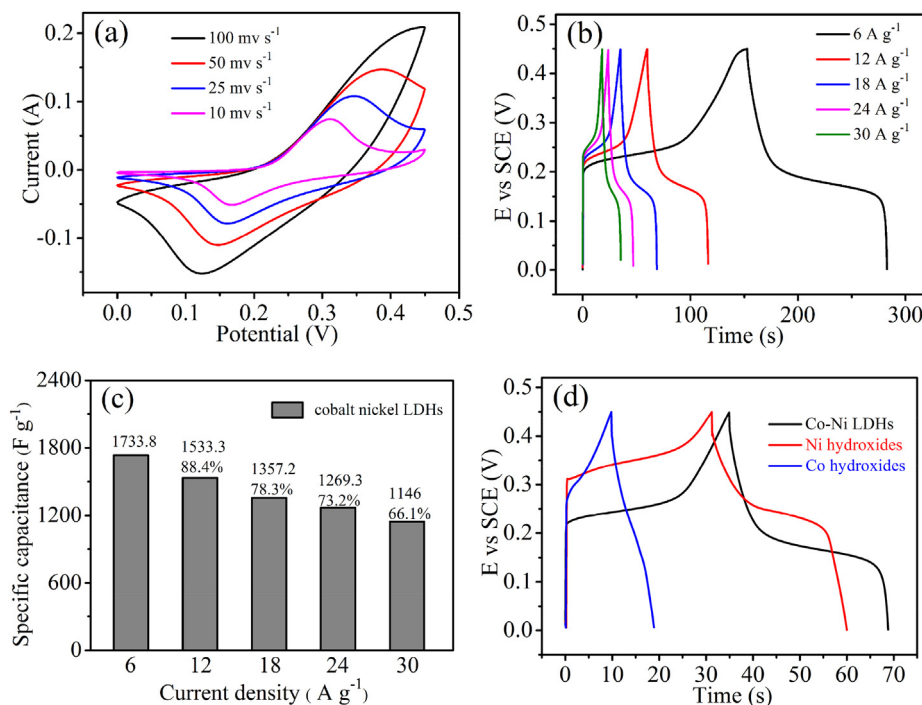 (a)
100 mv s⁻¹
50 mv s⁻¹
25 mv s⁻¹
10 mv s⁻¹
0.2
0.1
0.0
-0.1
Current (A)
0.0 0.1 0.2 0.3 0.4 0.5
Potential (V)
(b)
6 A g⁻¹
12 A g⁻¹
18 A g⁻¹
24 A g⁻¹
30 A g⁻¹
0.5
0.4
0.3
0.2
0.1
0.0
E vs SCE (V)
0 100 200 300
Time (s)
(c)
cobalt nickel LDHs
2400
1800
1200
600
0
Specific capacitance (F g⁻¹)
1733.8
1533.3
88.4%
1357.2
78.3%
1269.3
73.2%
1146
66.1%
6 12 18 24 30
Current density ( A g⁻¹)
(d)
Co-Ni LDHs
Ni hydroxides
Co hydroxides
0.5
0.4
0.3
0.2
0.1
0.0
E vs SCE (V)
0 10 20 30 40 50 60 70
Time (s)